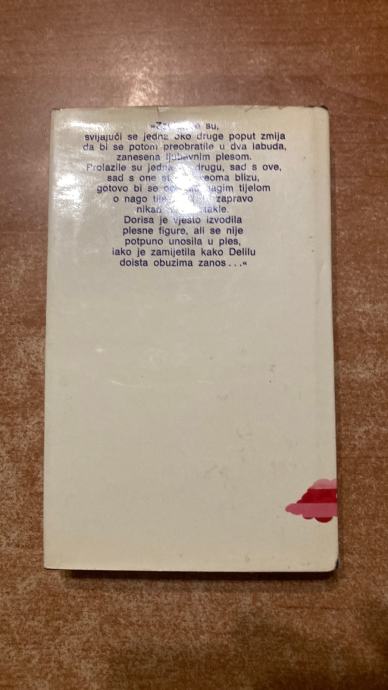 su,
svijajući se jedna oko druge poput zmija
da bi se potom preobratile u dva labuda,
zanesena ljubavnim plesom.
Prolazile su jedna drugu, sad s ove,
sad s one veoma blizu,
gotovo bi se nagim tijelom
o nago zapravo
Dorisa je vješto izvodila
plesne figure, ali se nije
potpuno unosila u ples,
iako je zamijetila kako Delilu
doista obuzima zanos...«